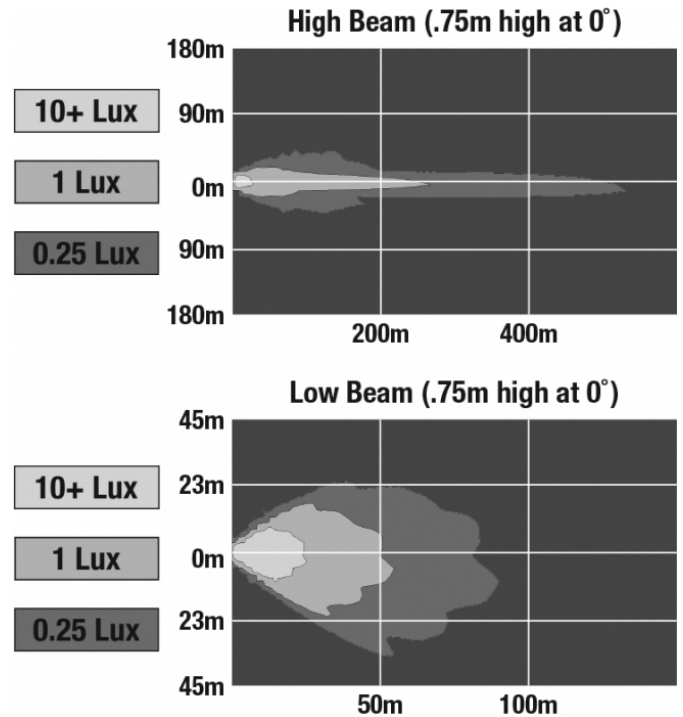 High Beam (.75m high at 0°)
180m
90m
0m
90m
180m
10+ Lux
1 Lux
0.25 Lux
200m
400m
Low Beam (.75m high at 0°)
45m
23m
0m
23m
45m
10+ Lux
1 Lux
0.25 Lux
50m
100m